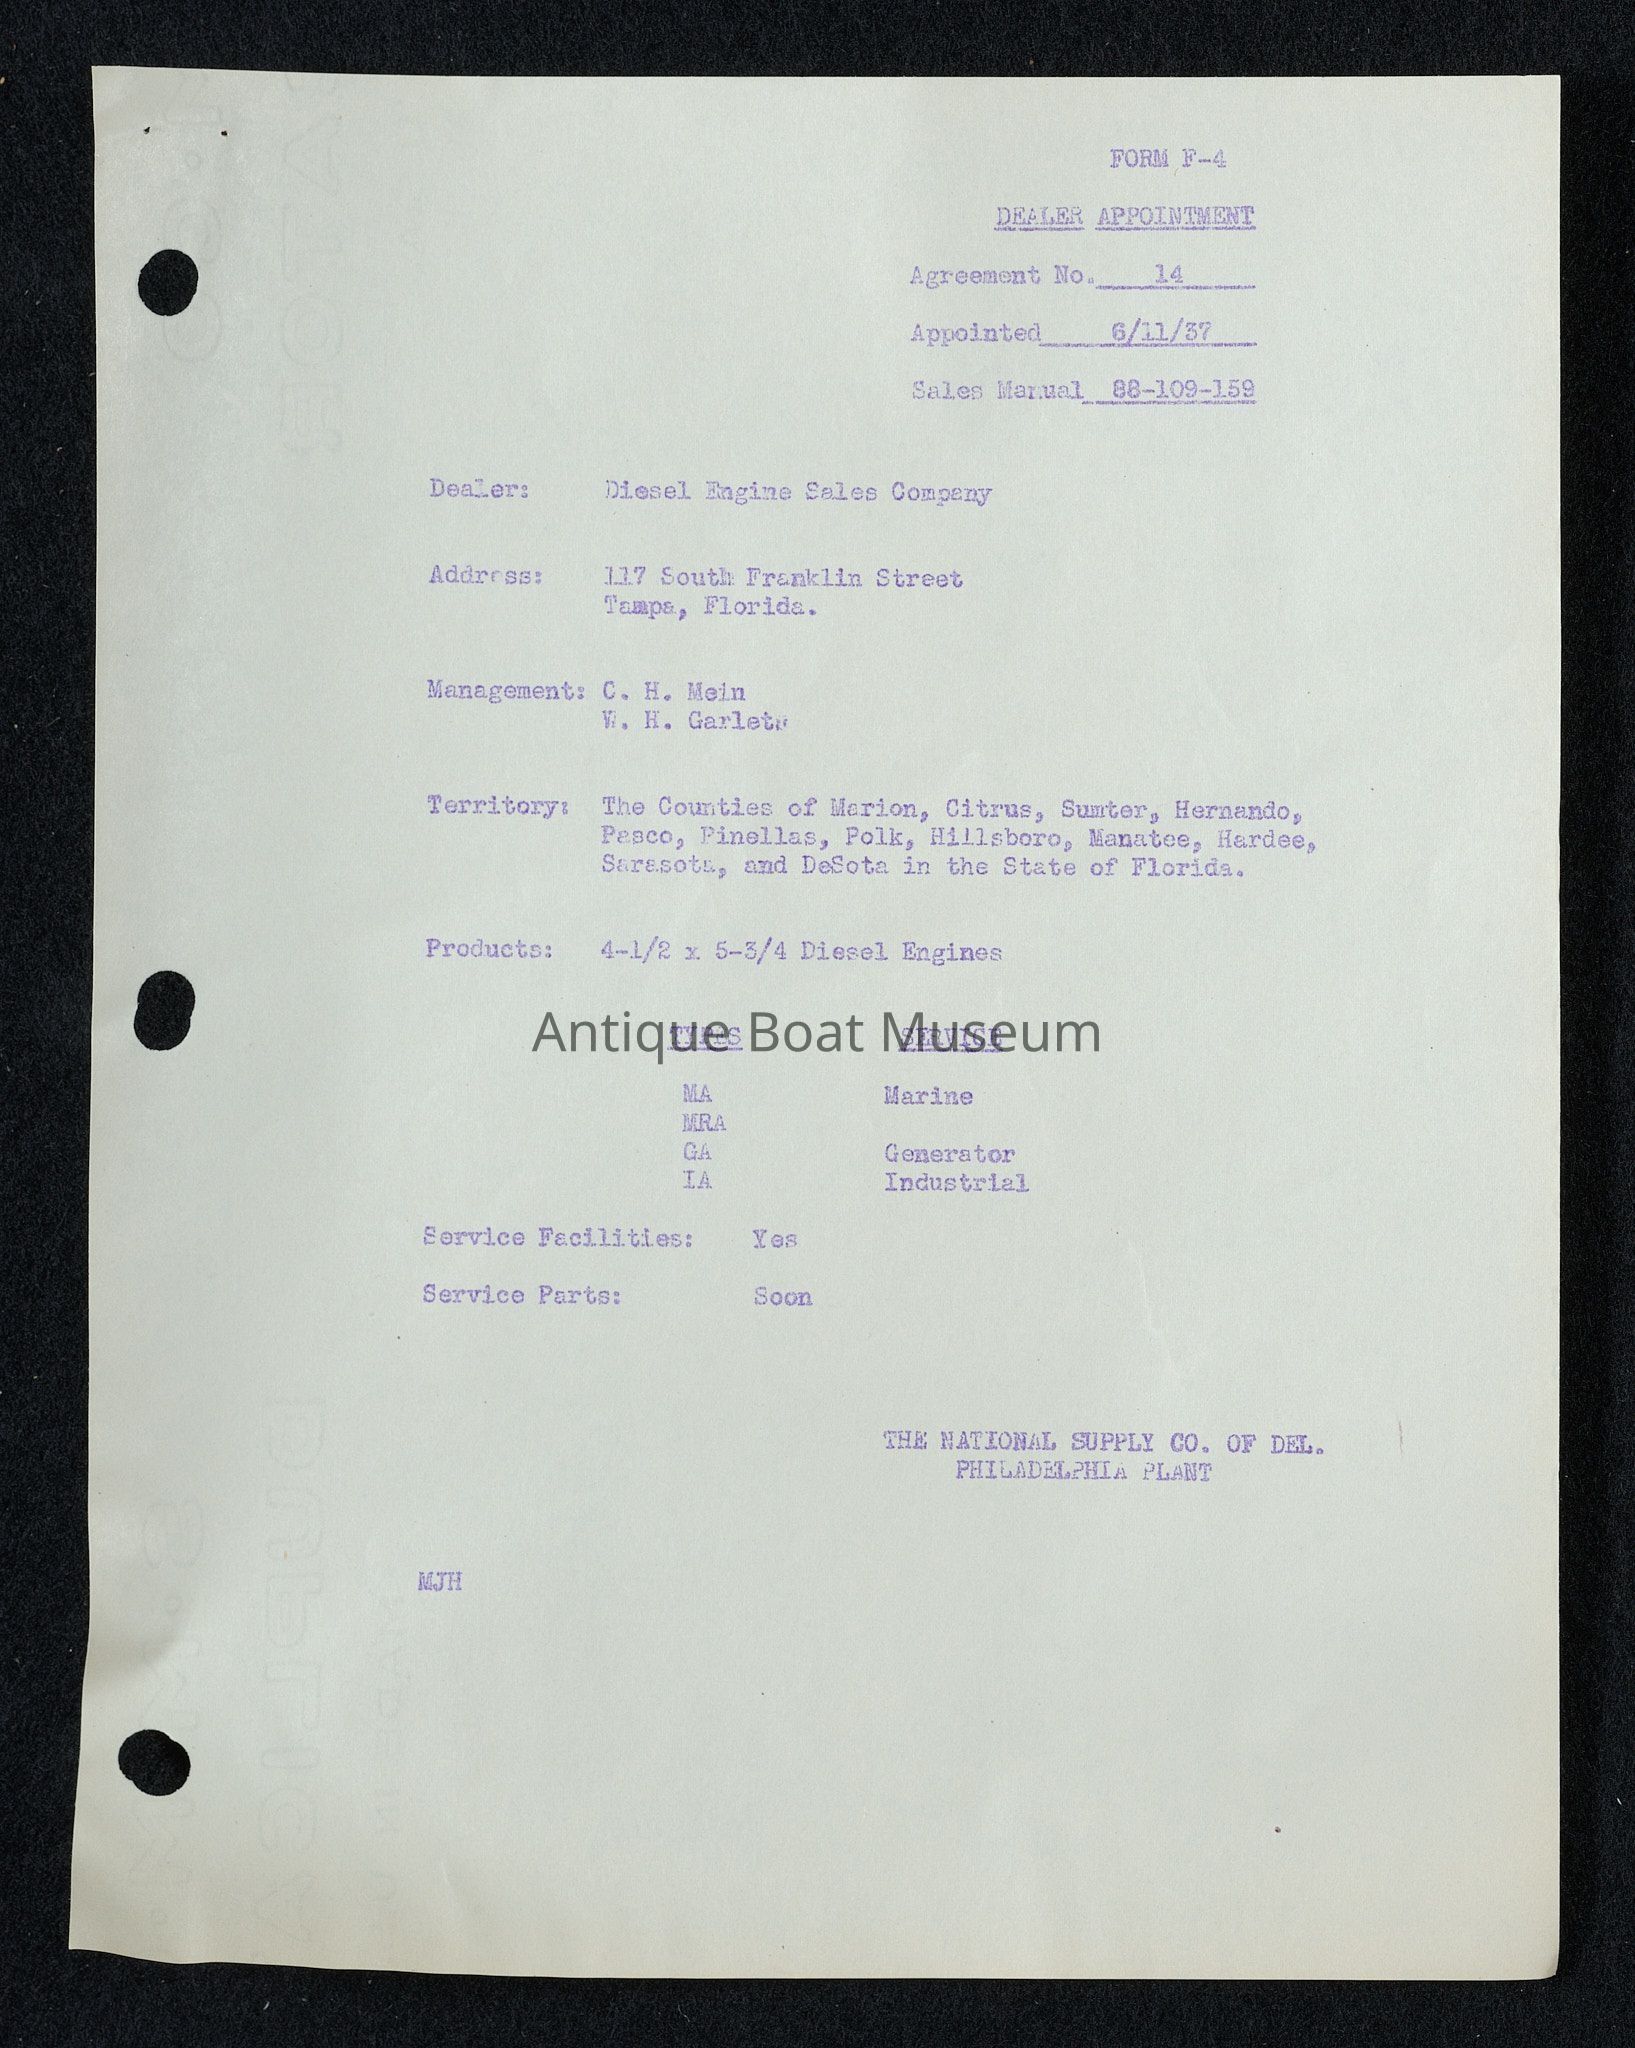 FORM F-4
DEALER APPOINTMENT
Agreement No. 14
Appointed 6/11/37
Sales Manual 88-109-159
Dealer: Diesel Engine Sales Company
Address: 117 South Franklin Street
Tampa, Florida.
Management: C. H. Mein
W. H. Garlets
Territory: The Counties of Marion, Citrus, Sumter, Hernando,
Pasco, Pinellas, Polk, Hillsboro, Manatee, Hardee,
Sarasota, and DeSota in the State of Florida.
Products: 4-1/2 x 5-3/4 Diesel Engines
TYPES SERVICE
Antique Boat Museum
MA Marine
MRA
GA Generator
IA Industrial
Service Facilities: Yes
Service Parts: Soon
THE NATIONAL SUPPLY CO. OF DEL.
PHILADELPHIA PLANT
MJH